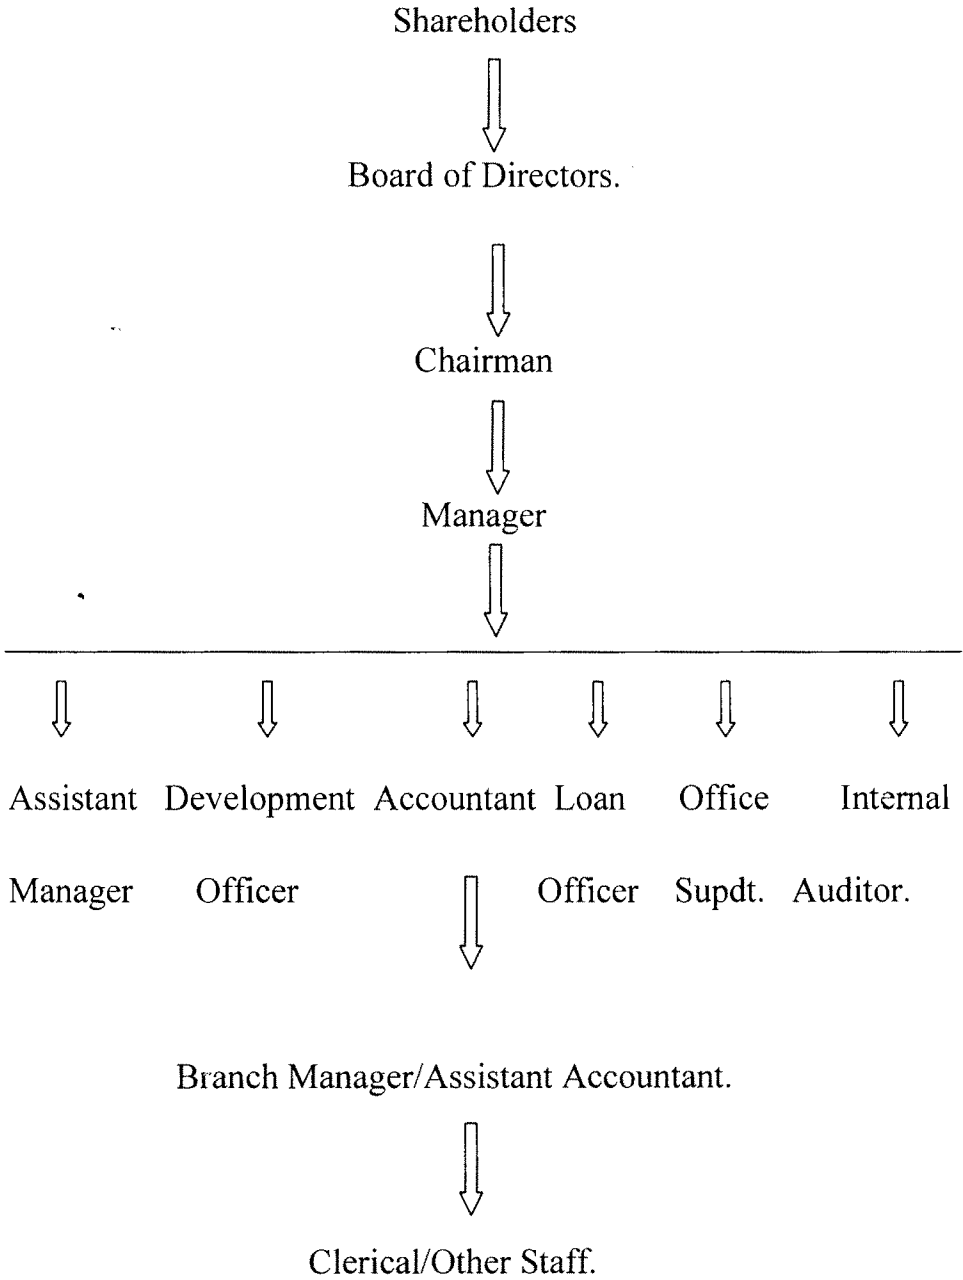 Shareholders
Board of Directors.
Chairman
Manager
Assistant Development Accountant Loan Office Internal
Manager Officer Officer Supdt. Auditor.
Branch Manager/Assistant Accountant.
Clerical/Other Staff.